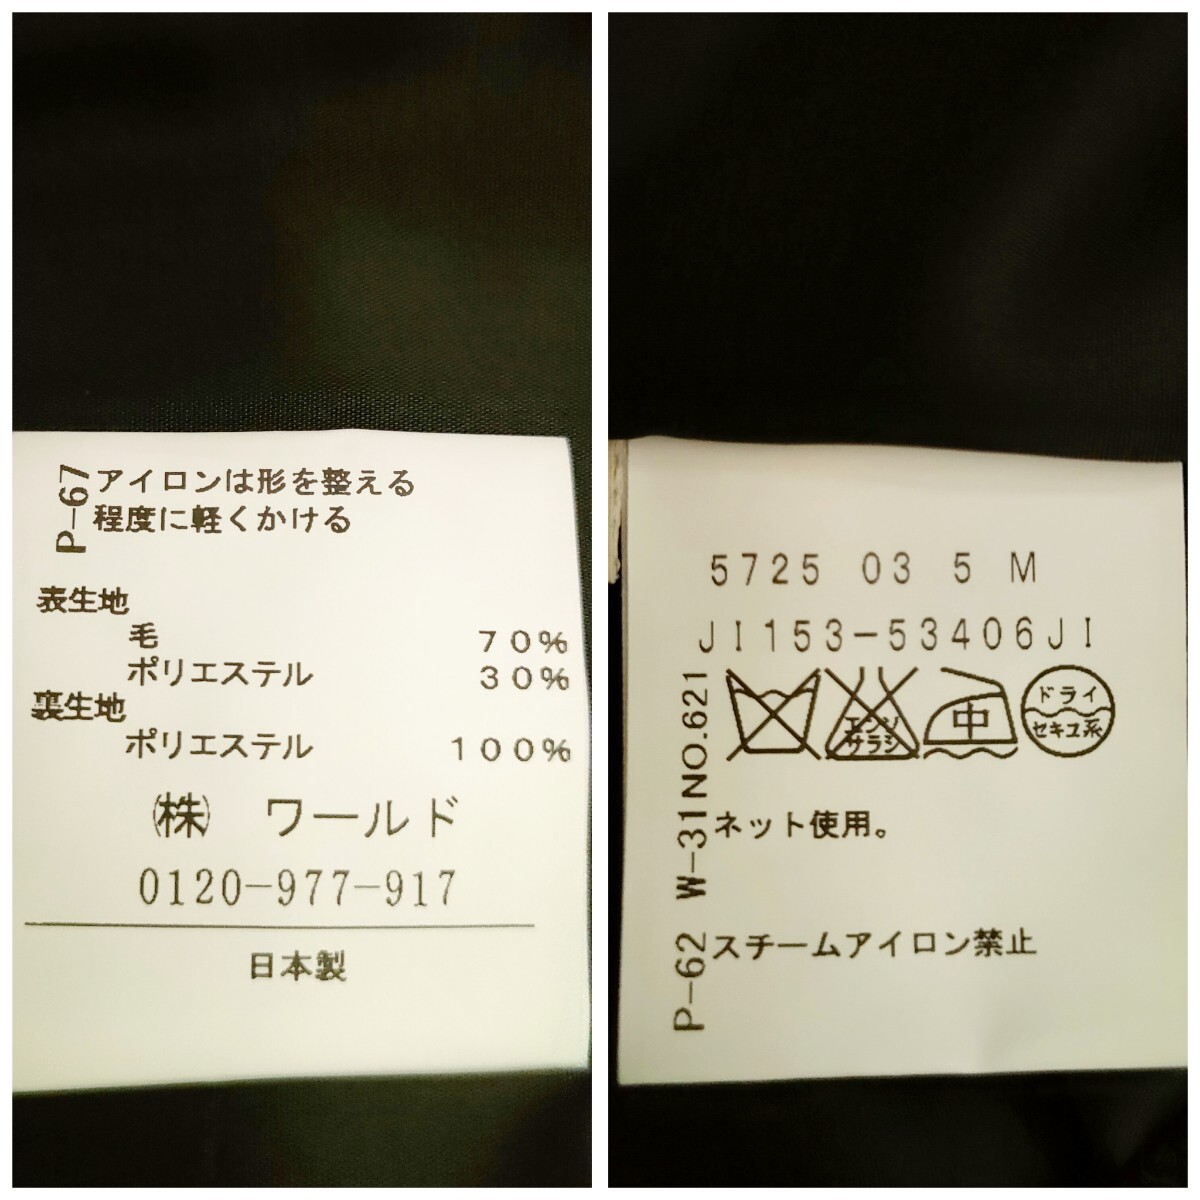 P-67
アイロンは形を整える
程度に軽くかける
表生地
毛 70%
ポリエステル 30%
裏生地
ポリエステル 100%
㈱ ワールド
0120-977-917
日本製
5725 03 5 M
JI153-53406JI
エンソ
サラシ
中
ドライ
セキユ系
W-31NO.621
ネット使用。
P-62
スチームアイロン禁止